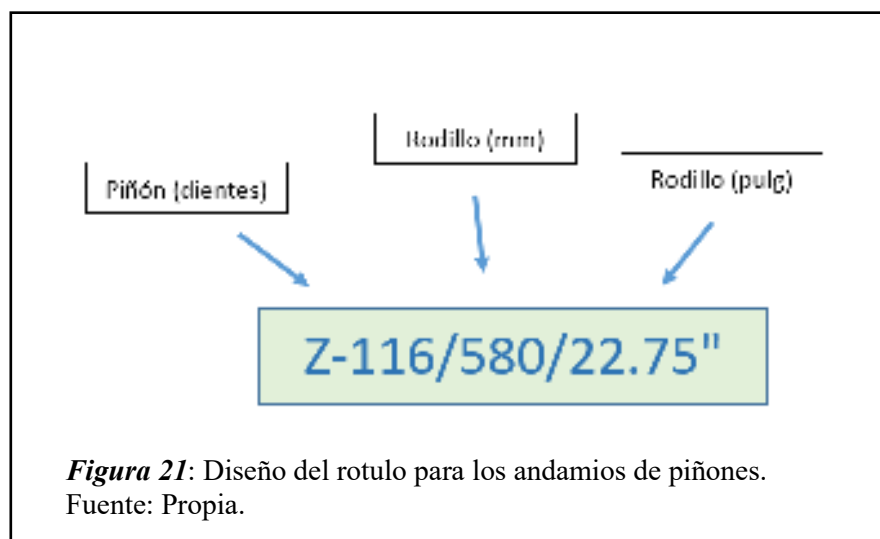 Rodillo (mm)
Piñón (dientes)
Rodillo (pulg)
Z-116/580/22.75"
Figura 21: Diseño del rotulo para los andamios de piñones.
Fuente: Propia.